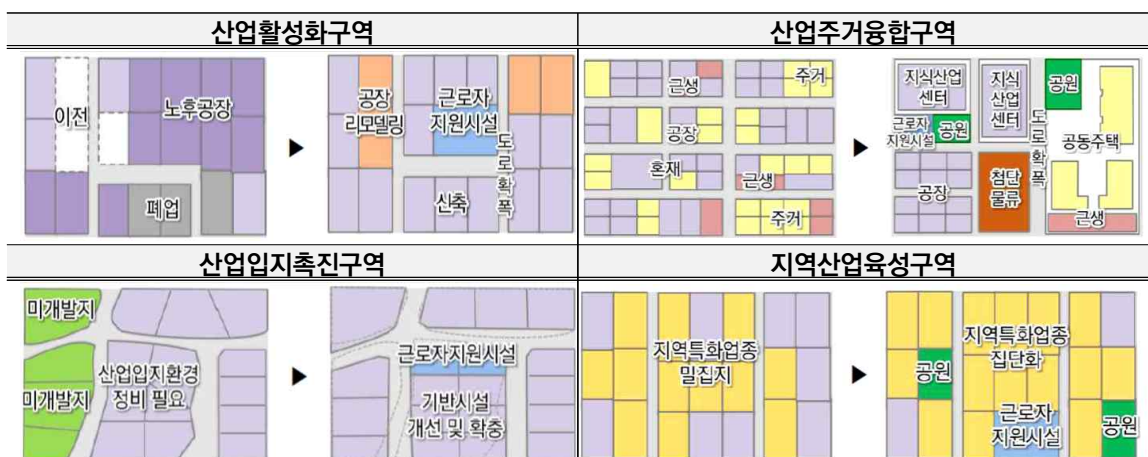 산업활성화구역
이전
노후공장
폐업
▶
공장
리모델링
근로자
지원시설
신축
도로확폭
산업주거융합구역
근생
주거
공장
혼재
근생
주거
▶
지식산업
센터
지식
산업
센터
공원
근로자
지원시설
공원
도로확폭
공동주택
공장
첨단
물류
근생
산업입지촉진구역
미개발지
미개발지
산업입지환경
정비 필요
▶
근로자지원시설
기반시설
개선 및 확충
지역산업육성구역
지역특화업종
밀집지
▶
지역특화업종
집단화
공원
근로자
지원시설
공원